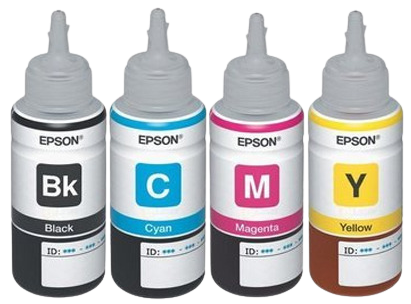 EPSON®
Bk
Black
ID: *** - ***
EPSON®
C
Cyan
ID: *** - ***
EPSON®
M
Magenta
ID: *** - ***
EPSON®
Y
Yellow
ID: *** - ***